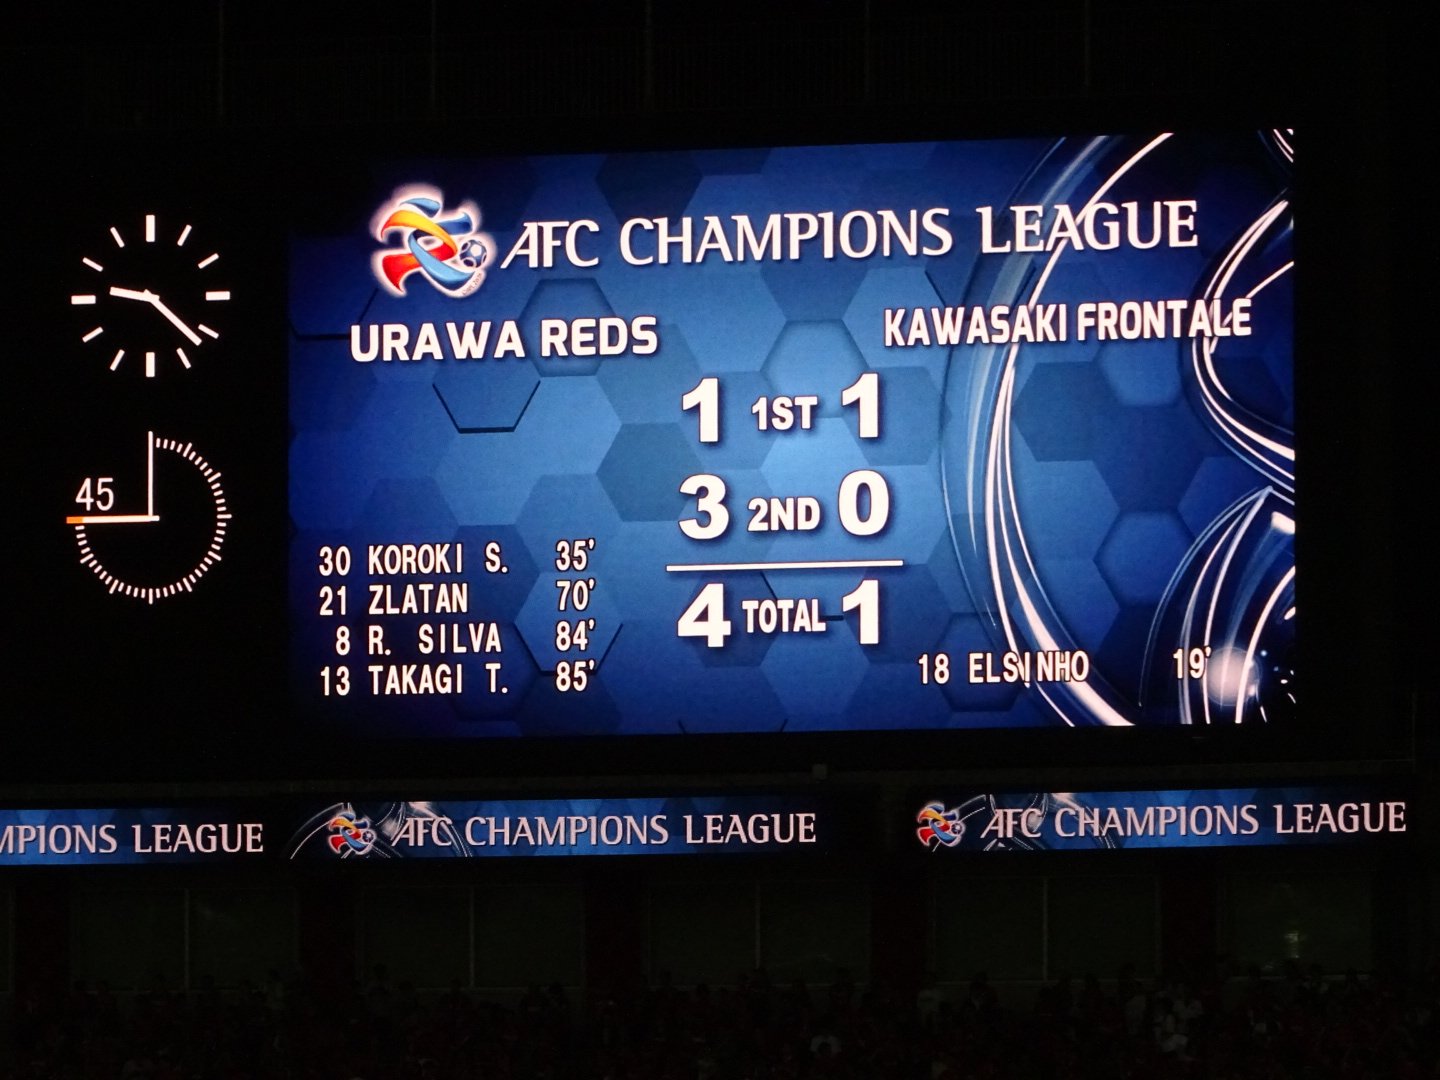 AFC CHAMPIONS LEAGUE
URAWA REDS KAWASAKI FRONTALE
1 1ST 1
3 2ND 0
4 TOTAL 1
30 KOROKI S. 35'
21 ZLATAN 70'
8 R. SILVA 84'
13 TAKAGI T. 85'
18 ELSINHO 19'
45
MPIONS LEAGUE AFC CHAMPIONS LEAGUE AFC CHAMPIONS LEAGUE